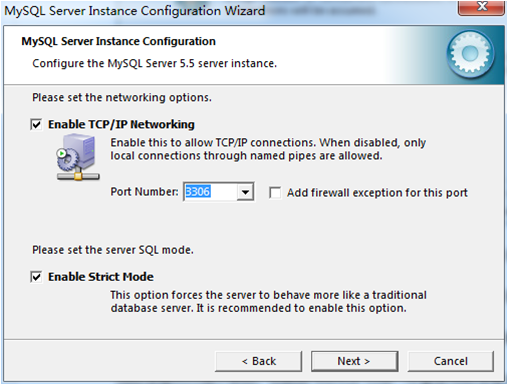 MySQL Server Instance Configuration Wizard
MySQL Server Instance Configuration
Configure the MySQL Server 5.5 server instance.
Please set the networking options.
Enable TCP/IP Networking
Enable this to allow TCP/IP connections. When disabled, only
local connections through named pipes are allowed.
Port Number: 3306 Add firewall exception for this port
Please set the server SQL mode.
Enable Strict Mode
This option forces the server to behave more like a traditional
database server. It is recommended to enable this option.
< Back Next > Cancel